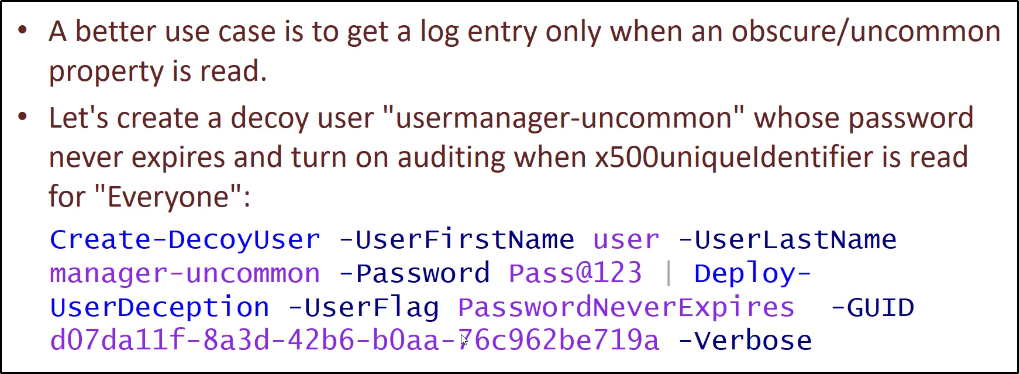 • A better use case is to get a log entry only when an obscure/uncommon
property is read.
• Let's create a decoy user "usermanager-uncommon" whose password
never expires and turn on auditing when x500uniqueIdentifier is read
for "Everyone":
Create-DecoyUser -UserFirstName user -UserLastName
manager-uncommon -Password Pass@123 | Deploy-
UserDeception -UserFlag PasswordNeverExpires -GUID
d07da11f-8a3d-42b6-b0aa-76c962be719a -Verbose